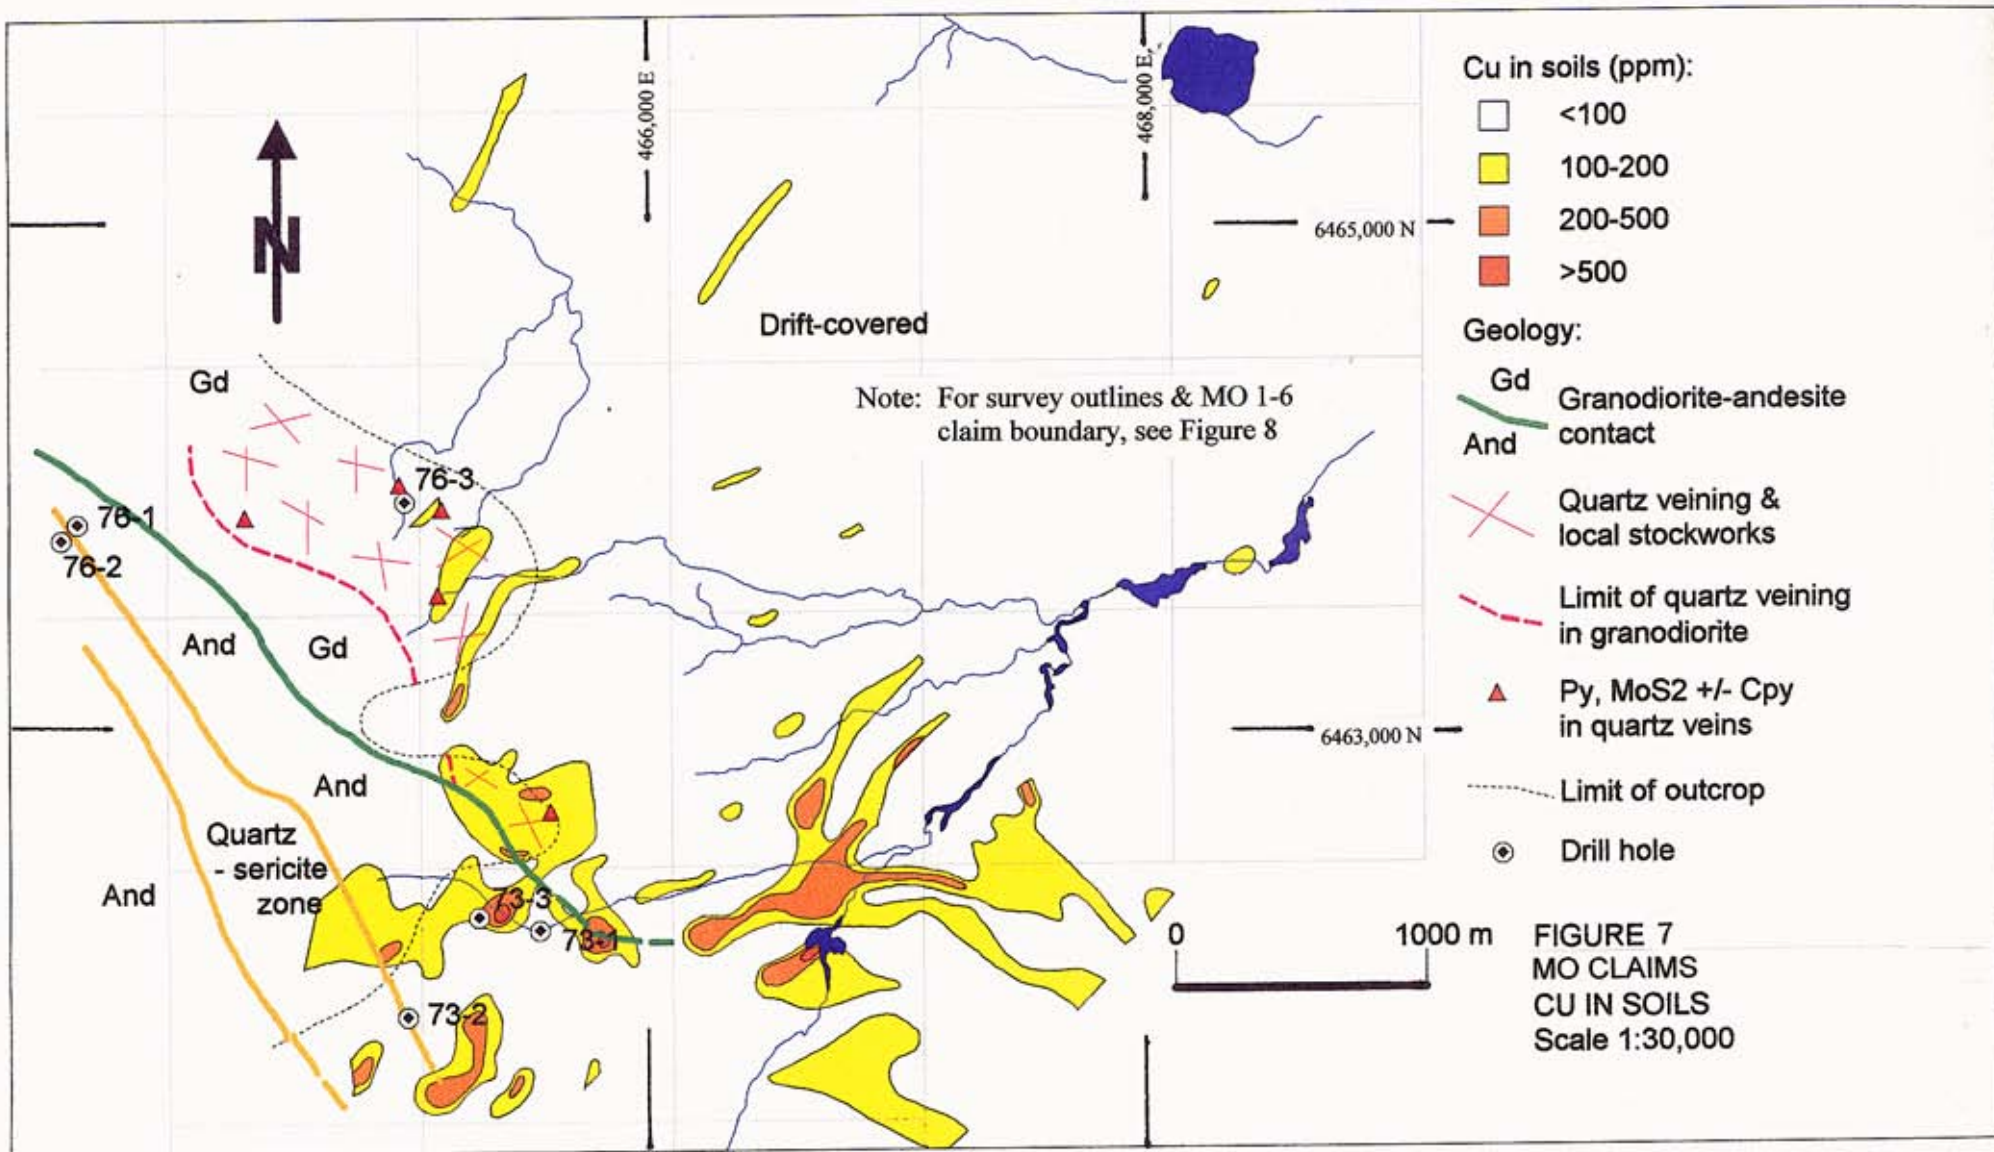 466,000 E
468,000 E
6465,000 N
N
Drift-covered
Note: For survey outlines & MO 1-6
claim boundary, see Figure 8
Gd
76-3
76-1
76-2
And
Gd
6463,000 N
And
Quartz
- sericite
zone
And
73-3
73-1
73-2
Cu in soils (ppm):
<100
100-200
200-500
>500
Geology:
Gd
Granodiorite-andesite
contact
And
Quartz veining &
local stockworks
Limit of quartz veining
in granodiorite
Py, MoS2 +/- Cpy
in quartz veins
Limit of outcrop
Drill hole
0 1000 m
FIGURE 7
MO CLAIMS
CU IN SOILS
Scale 1:30,000